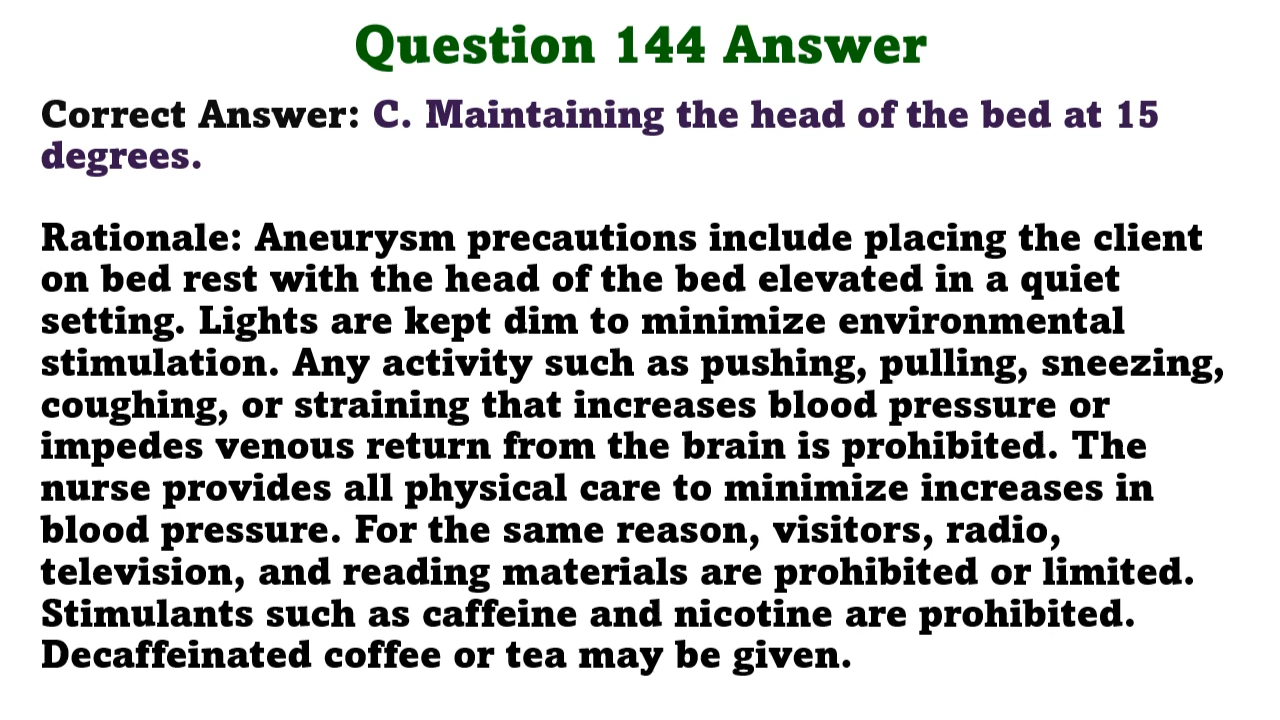 Question 144 Answer
Correct Answer: C. Maintaining the head of the bed at 15
degrees.
Rationale: Aneurysm precautions include placing the client
on bed rest with the head of the bed elevated in a quiet
setting. Lights are kept dim to minimize environmental
stimulation. Any activity such as pushing, pulling, sneezing,
coughing, or straining that increases blood pressure or
impedes venous return from the brain is prohibited. The
nurse provides all physical care to minimize increases in
blood pressure. For the same reason, visitors, radio,
television, and reading materials are prohibited or limited.
Stimulants such as caffeine and nicotine are prohibited.
Decaffeinated coffee or tea may be given.